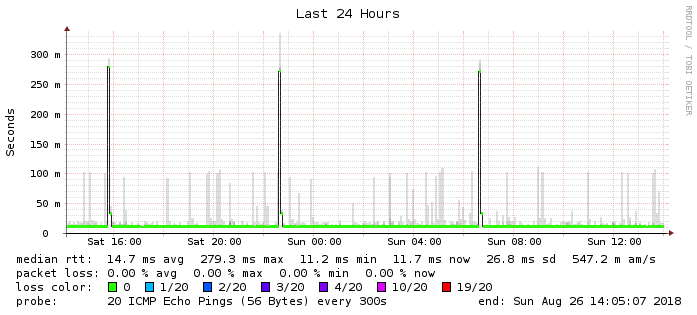 Last 24 Hours
RRDTOOL / TOBI OETIKER
Seconds
300 m
250 m
200 m
150 m
100 m
50 m
0
Sat 16:00 Sat 20:00 Sun 00:00 Sun 04:00 Sun 08:00 Sun 12:00
median rtt: 14.7 ms avg 279.3 ms max 11.2 ms min 11.7 ms now 26.8 ms sd 547.2 m am/s
packet loss: 0.00 % avg 0.00 % max 0.00 % min 0.00 % now
loss color: 0 1/20 2/20 3/20 4/20 10/20 19/20
probe: 20 ICMP Echo Pings (56 Bytes) every 300s end: Sun Aug 26 14:05:07 2018